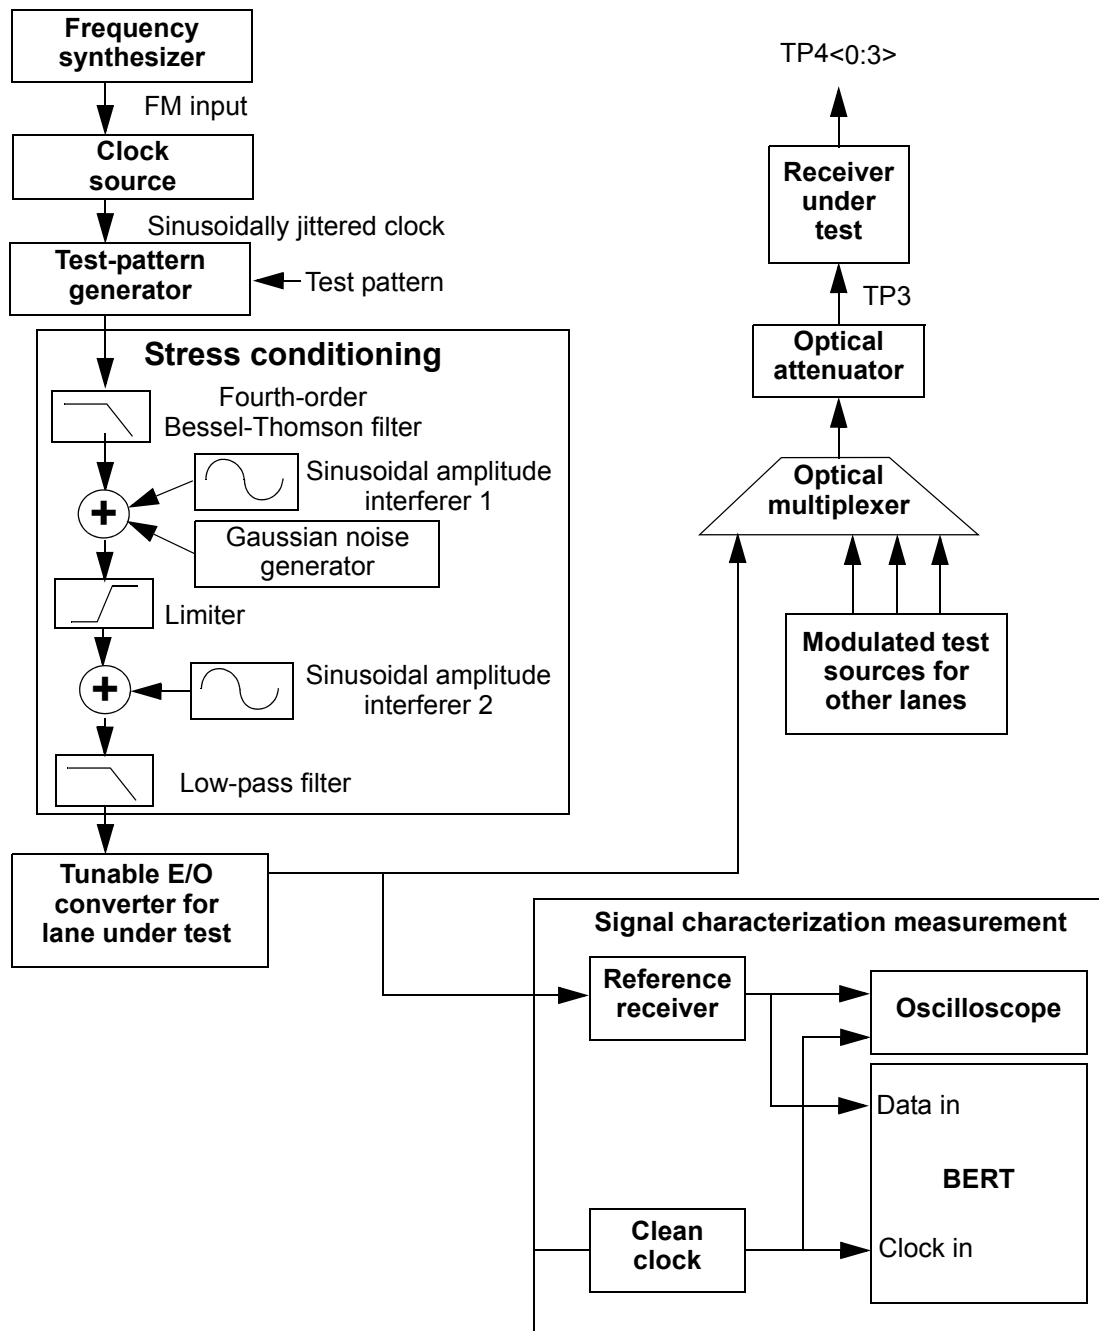 Frequency
synthesizer
FM input
Clock
source
Sinusoidally jittered clock
Test-pattern
generator
Test pattern
Stress conditioning
Fourth-order
Bessel-Thomson filter
Sinusoidal amplitude
interferer 1
+
Gaussian noise
generator
Limiter
Sinusoidal amplitude
interferer 2
+
Low-pass filter
Tunable E/O
converter for
lane under test
TP4<0:3>
Receiver
under
test
TP3
Optical
attenuator
Optical
multiplexer
Modulated test
sources for
other lanes
Signal characterization measurement
Reference
receiver
Oscilloscope
Data in
BERT
Clean
clock
Clock in